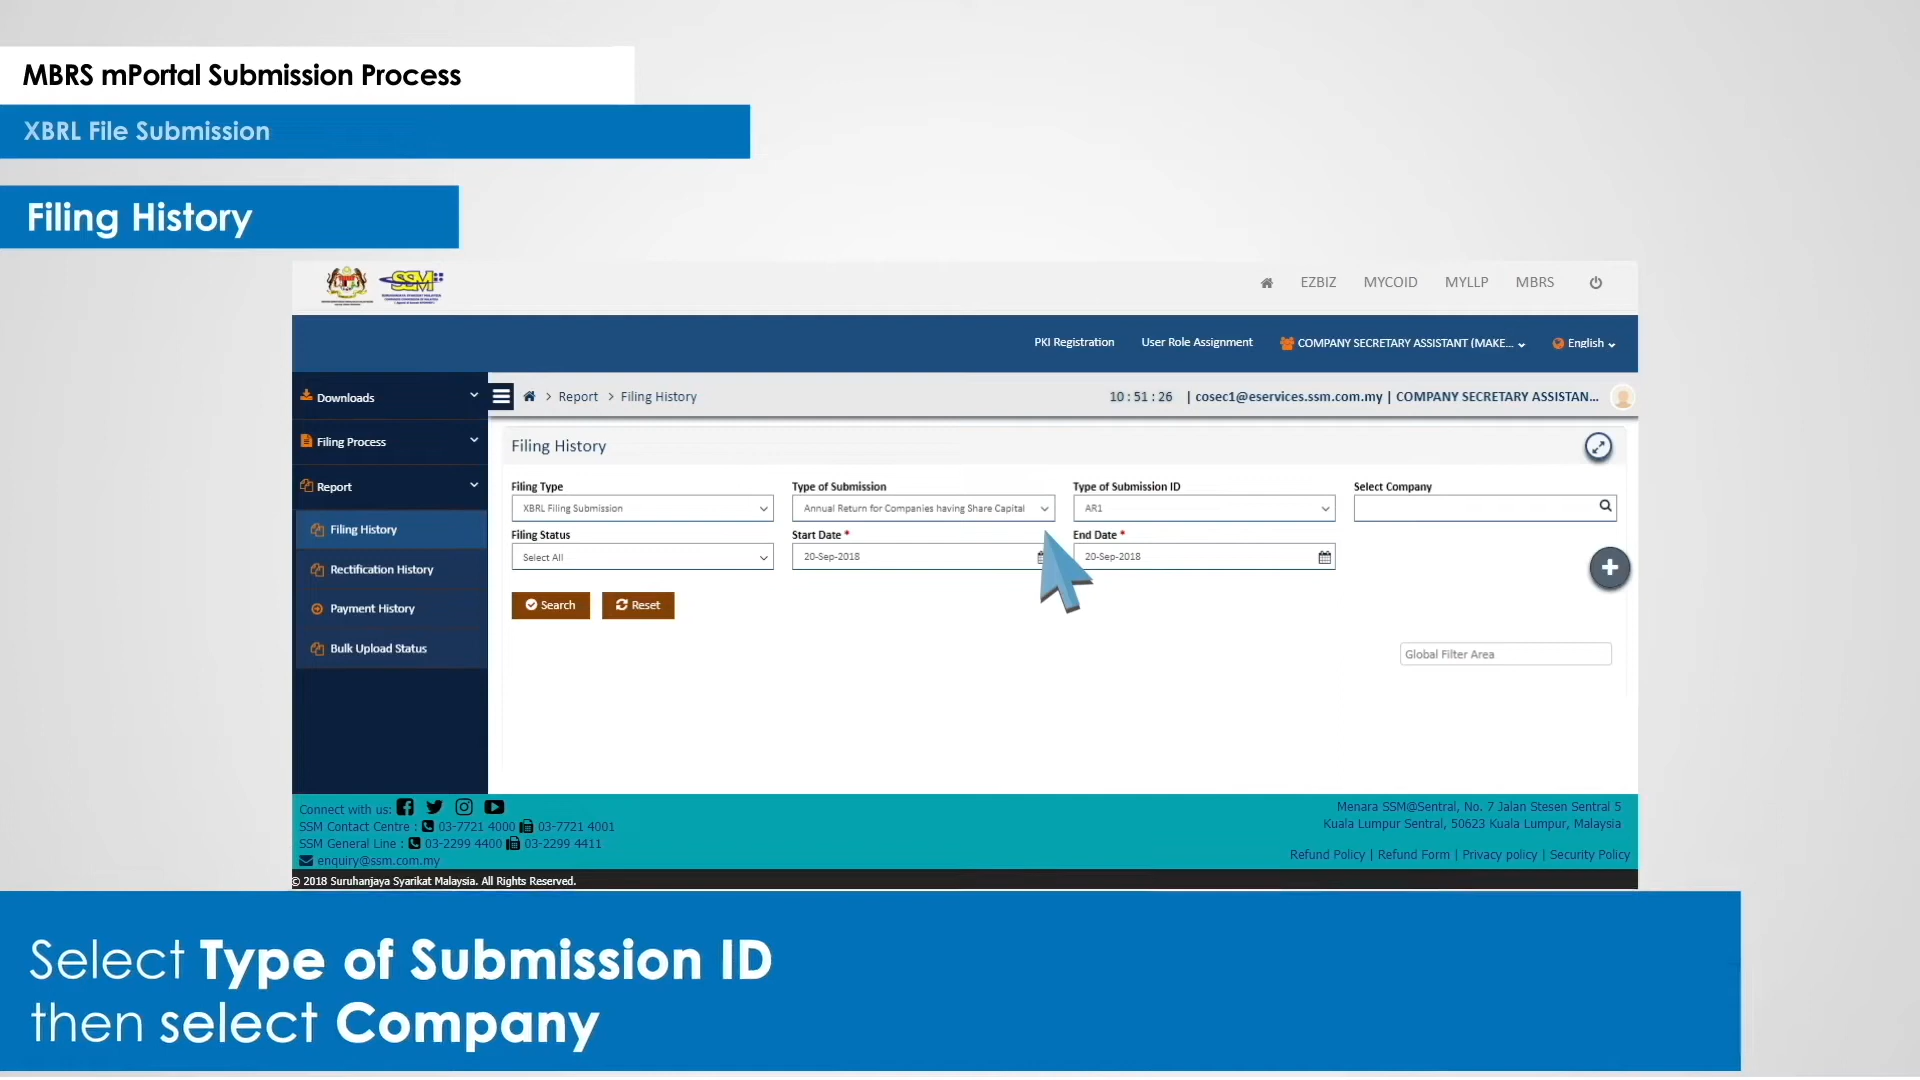 MBRS mPortal Submission Process
XBRL File Submission
Filing History
SSM
EZBIZ MYCOID MYLLP MBRS
PKI Registration User Role Assignment COMPANY SECRETARY ASSISTANT (MAKE... English
Downloads
Filing Process
Report
Filing History
Rectification History
Payment History
Bulk Upload Status
> Report > Filing History
10 : 51 : 26 | cosec1@eservices.ssm.com.my | COMPANY SECRETARY ASSISTAN...
Filing History
Filing Type Type of Submission Type of Submission ID Select Company
XBRL Filing Submission Annual Return for Companies having Share Capital AR1
Filing Status Start Date * End Date *
Select All 20-Sep-2018 20-Sep-2018
Search Reset
Global Filter Area
Connect with us:
SSM Contact Centre : 03-7721 4000 03-7721 4001
SSM General Line : 03-2299 4400 03-2299 4411
enquiry@ssm.com.my
Menara SSM@Sentral, No. 7 Jalan Stesen Sentral 5
Kuala Lumpur Sentral, 50623 Kuala Lumpur, Malaysia
Refund Policy | Refund Form | Privacy policy | Security Policy
© 2018 Suruhanjaya Syarikat Malaysia. All Rights Reserved.
Select Type of Submission ID
then select Company